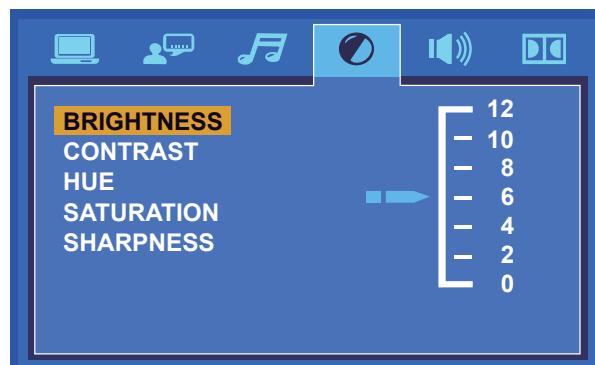 BRIGHTNESS
CONTRAST
HUE
SATURATION
SHARPNESS
12
10
8
6
4
2
0